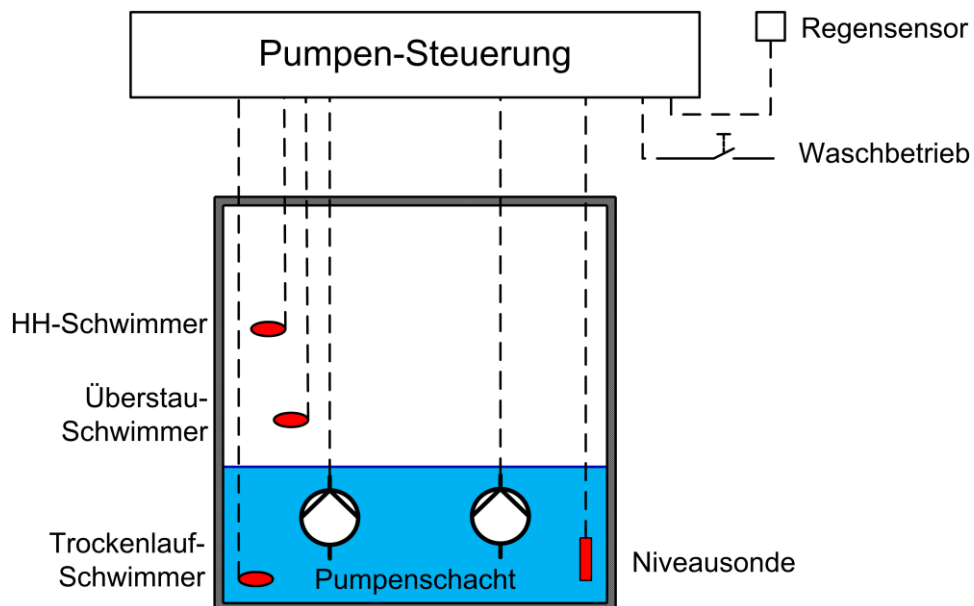 Pumpen-Steuerung
Regensensor
Waschbetrieb
HH-Schwimmer
Überstau-
Schwimmer
Trockenlauf-
Schwimmer
Pumpenschacht
Niveausonde